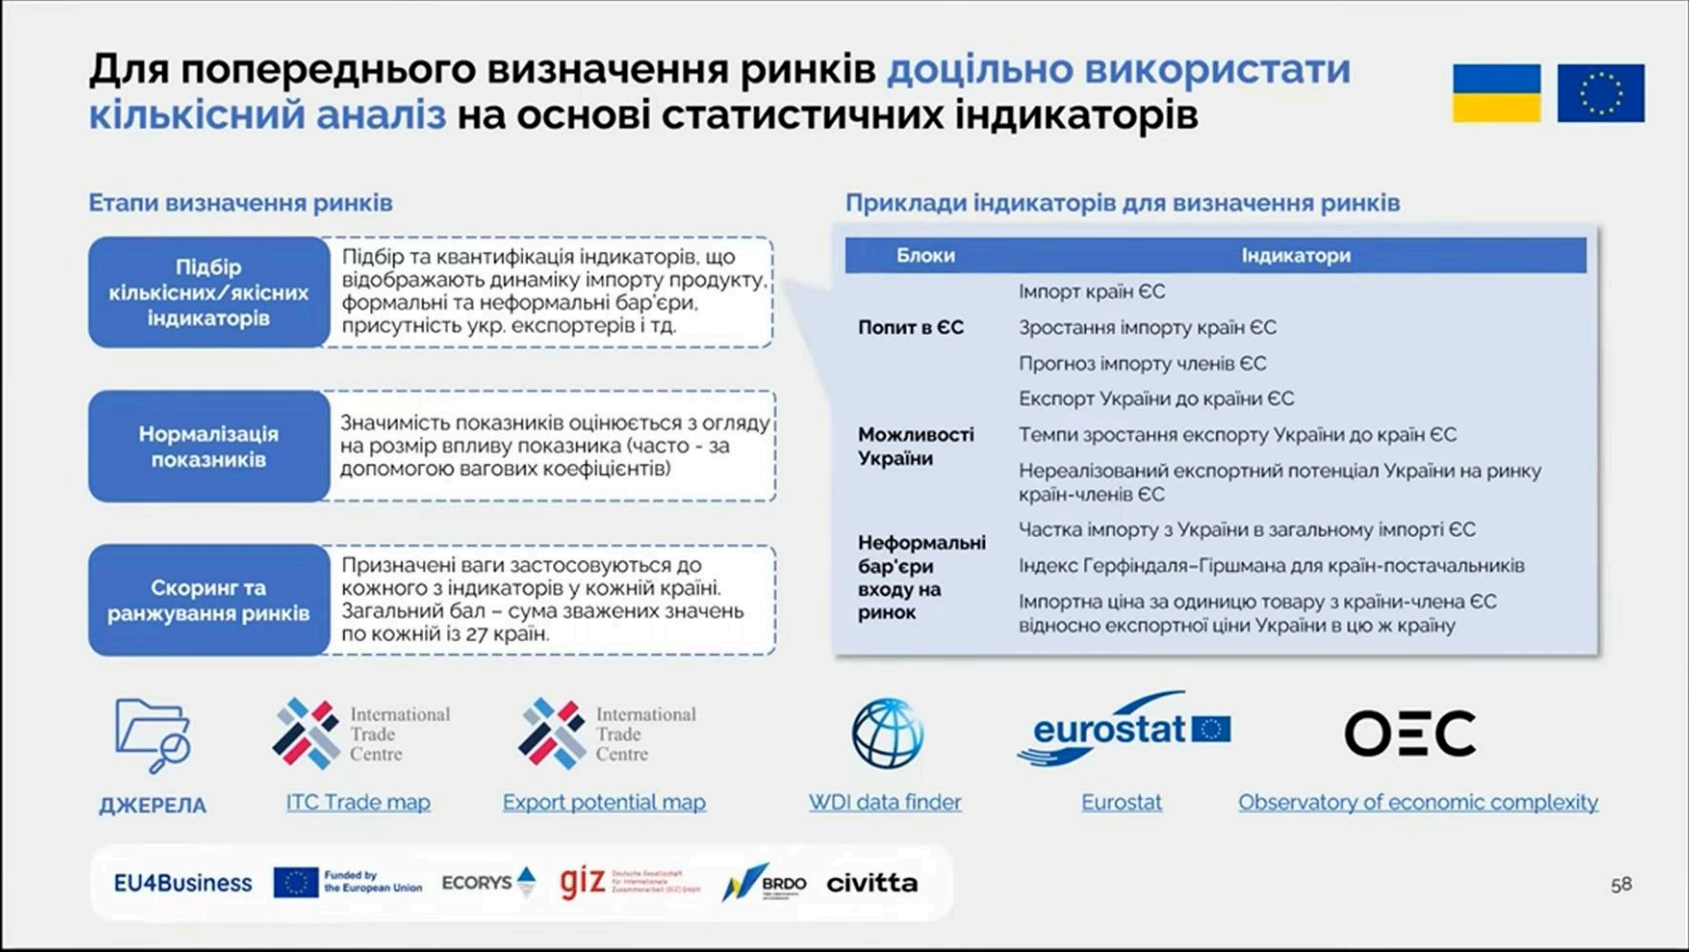 Для попереднього визначення ринків доцільно використати
кількісний аналіз на основі статистичних індикаторів
Етапи визначення ринків
Підбір
кількісних/якісних
індикаторів
Підбір та квантифікація індикаторів, що
відображають динаміку імпорту продукту,
формальні та неформальні бар'єри,
присутність укр. експортерів і тд.
Нормалізація
показників
Значимість показників оцінюється з огляду
на розмір впливу показника (часто - за
допомогою вагових коефіцієнтів)
Скоринг та
ранжування ринків
Призначені ваги застосовуються до
кожного з індикаторів у кожній країні.
Загальний бал – сума зважених значень
по кожній із 27 країн.
Приклади індикаторів для визначення ринків
Блоки
Індикатори
Попит в ЄС
Імпорт країн ЄС
Зростання імпорту країн ЄС
Прогноз імпорту членів ЄС
Можливості
України
Експорт України до країни ЄС
Темпи зростання експорту України до країн ЄС
Нереалізований експортний потенціал України на ринку
країн-членів ЄС
Неформальні
бар'єри
входу на
ринок
Частка імпорту з України в загальному імпорті ЄС
Індекс Герфіндаля–Гіршмана для країн-постачальників
Імпортна ціна за одиницю товару з країни-члена ЄС
відносно експортної ціни України в цю ж країну
ДЖЕРЕЛА
International
Trade
Centre
ITC Trade map
International
Trade
Centre
Export potential map
WDI data finder
eurostat
Eurostat
OEC
Observatory of economic complexity
EU4Business
Funded by
the European Union
ECORYS
giz
Deutsche Gesellschaft
für Internationale
Zusammenarbeit (GIZ) GmbH
BRDO
civitta
58